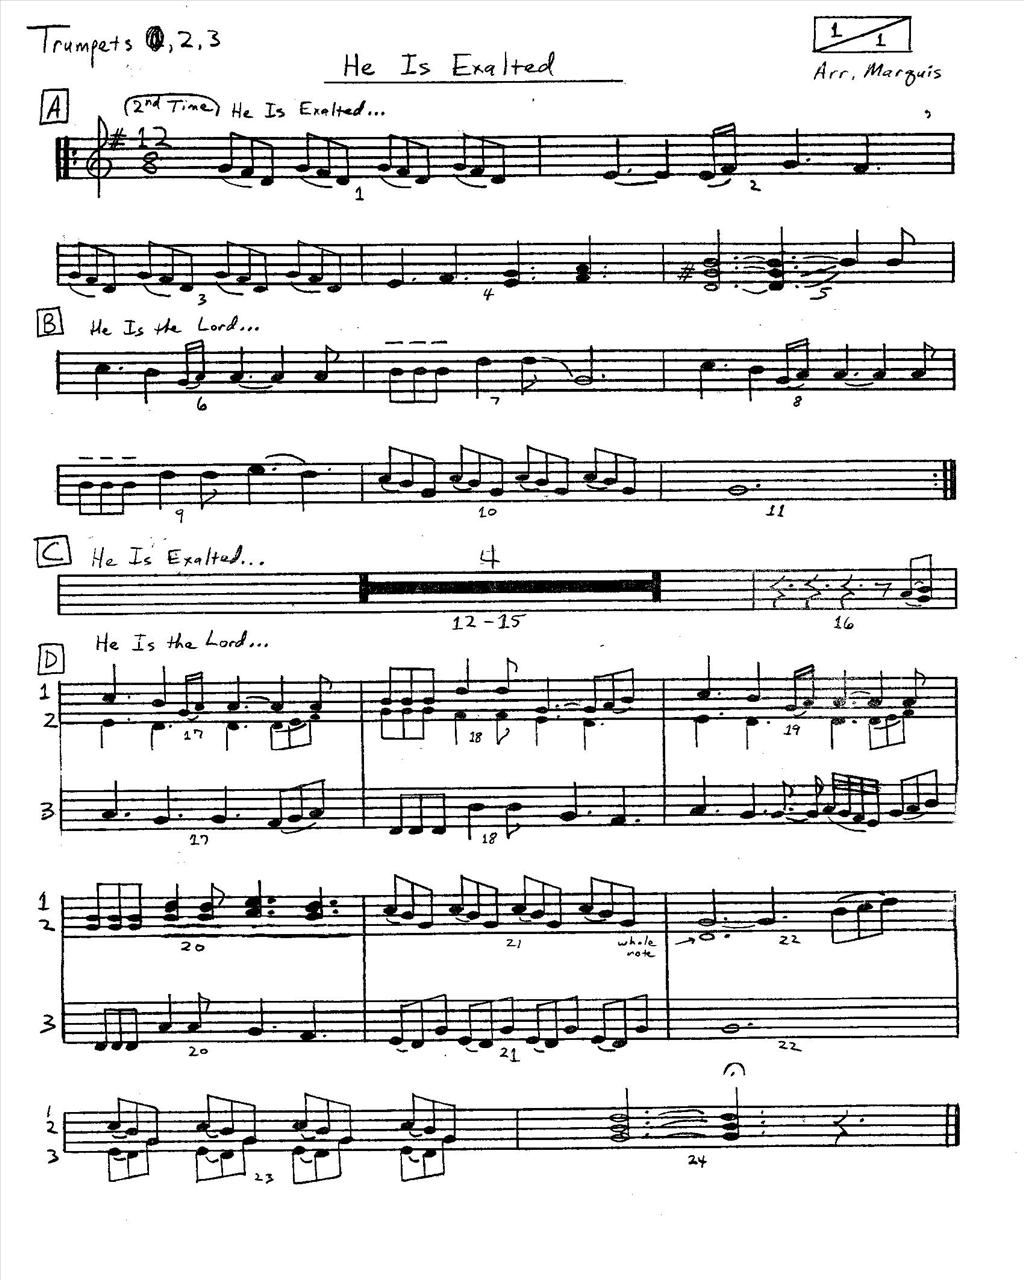 Trumpets 1, 2, 3
1/1
He Is Exalted
Arr. Marquis
A (2nd Time) He Is Exalted...
12
8
1 2
3 4 5
B He Is the Lord...
6 7 8
9 10 11
C He Is Exalted...
4
12-15 16
D He Is the Lord...
1
2
17 18 19
3
17 18
1
2
20 21 whole note → 22
3
20 21 22
1
2
3
23 24